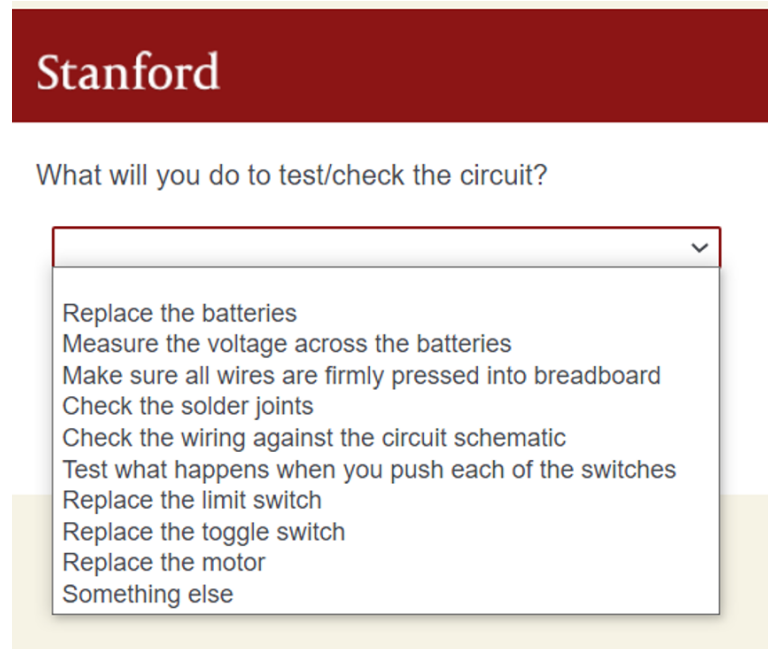 Stanford
What will you do to test/check the circuit?
Replace the batteries
Measure the voltage across the batteries
Make sure all wires are firmly pressed into breadboard
Check the solder joints
Check the wiring against the circuit schematic
Test what happens when you push each of the switches
Replace the limit switch
Replace the toggle switch
Replace the motor
Something else